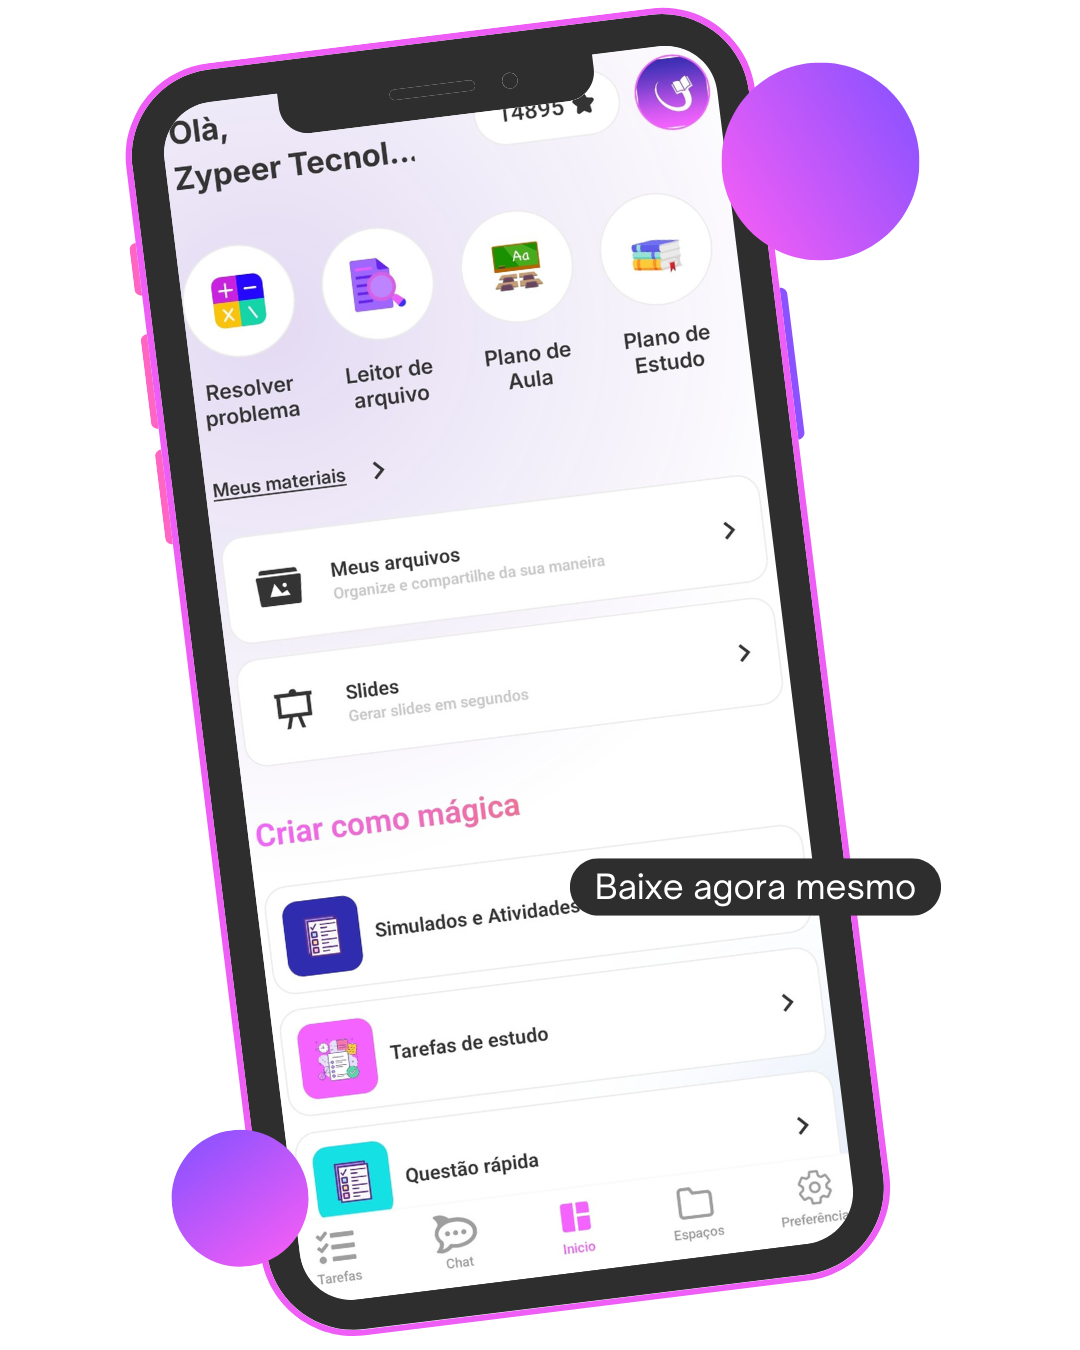 Olà,
Zypeer Tecnol...
14895
Aa
Resolver
problema
Leitor de
arquivo
Plano de
Aula
Plano de
Estudo
Meus materiais
Meus arquivos
Organize e compartilhe da sua maneira
Slides
Gerar slides em segundos
Criar como mágica
Baixe agora mesmo
Simulados e Atividades
Tarefas de estudo
Questão rápida
Tarefas
Chat
Inicio
Espaços
Preferência